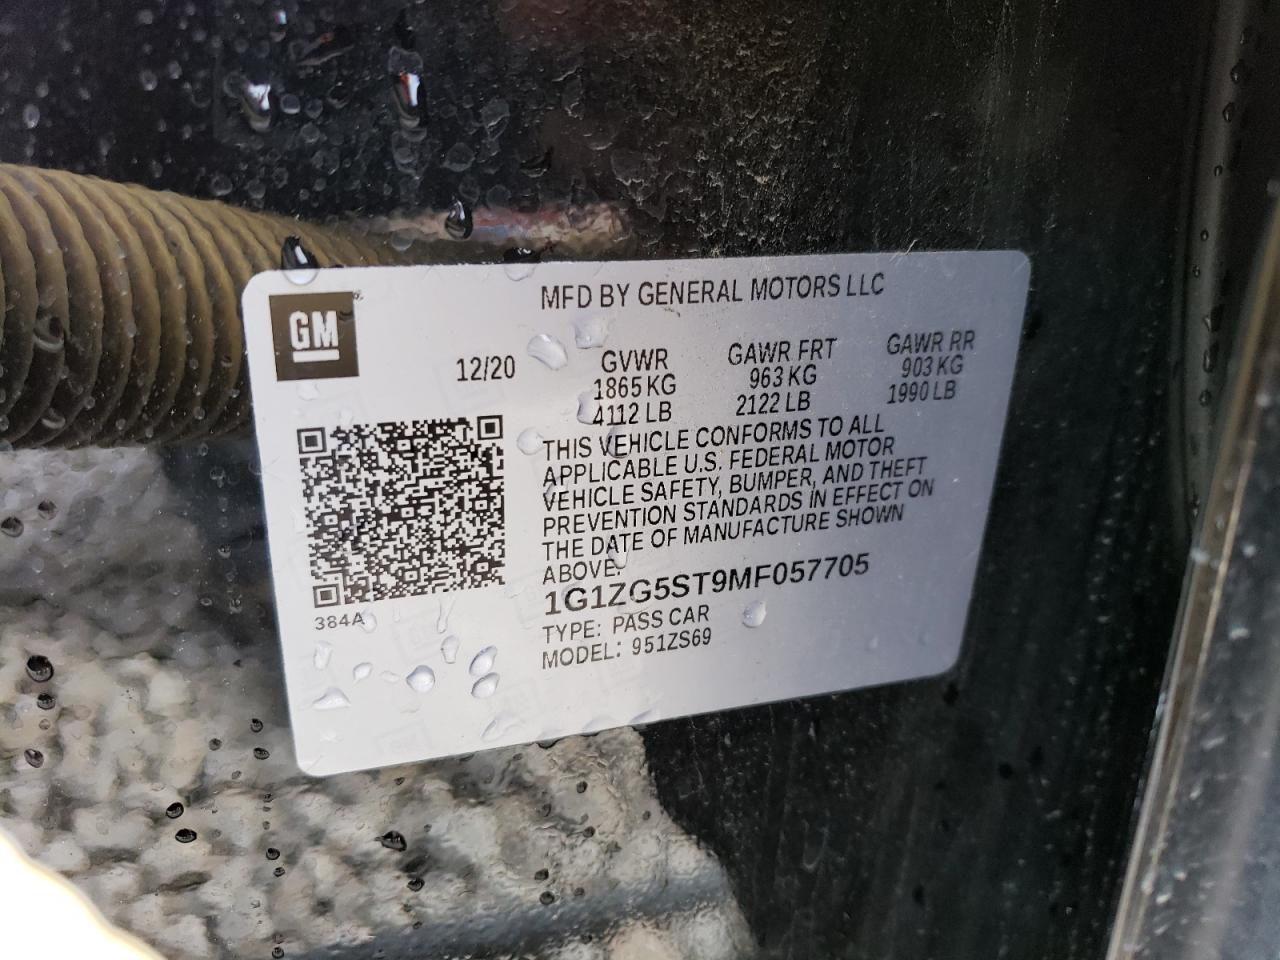 MFD BY GENERAL MOTORS LLC
GM
12/20
GVWR GAWR FRT GAWR RR
1865 KG 963 KG 903 KG
4112 LB 2122 LB 1990 LB
THIS VEHICLE CONFORMS TO ALL
APPLICABLE U.S. FEDERAL MOTOR
VEHICLE SAFETY, BUMPER, AND THEFT
PREVENTION STANDARDS IN EFFECT ON
THE DATE OF MANUFACTURE SHOWN
ABOVE.
1G1ZG5ST9MF057705
TYPE: PASS CAR
MODEL: 951ZS69
384A